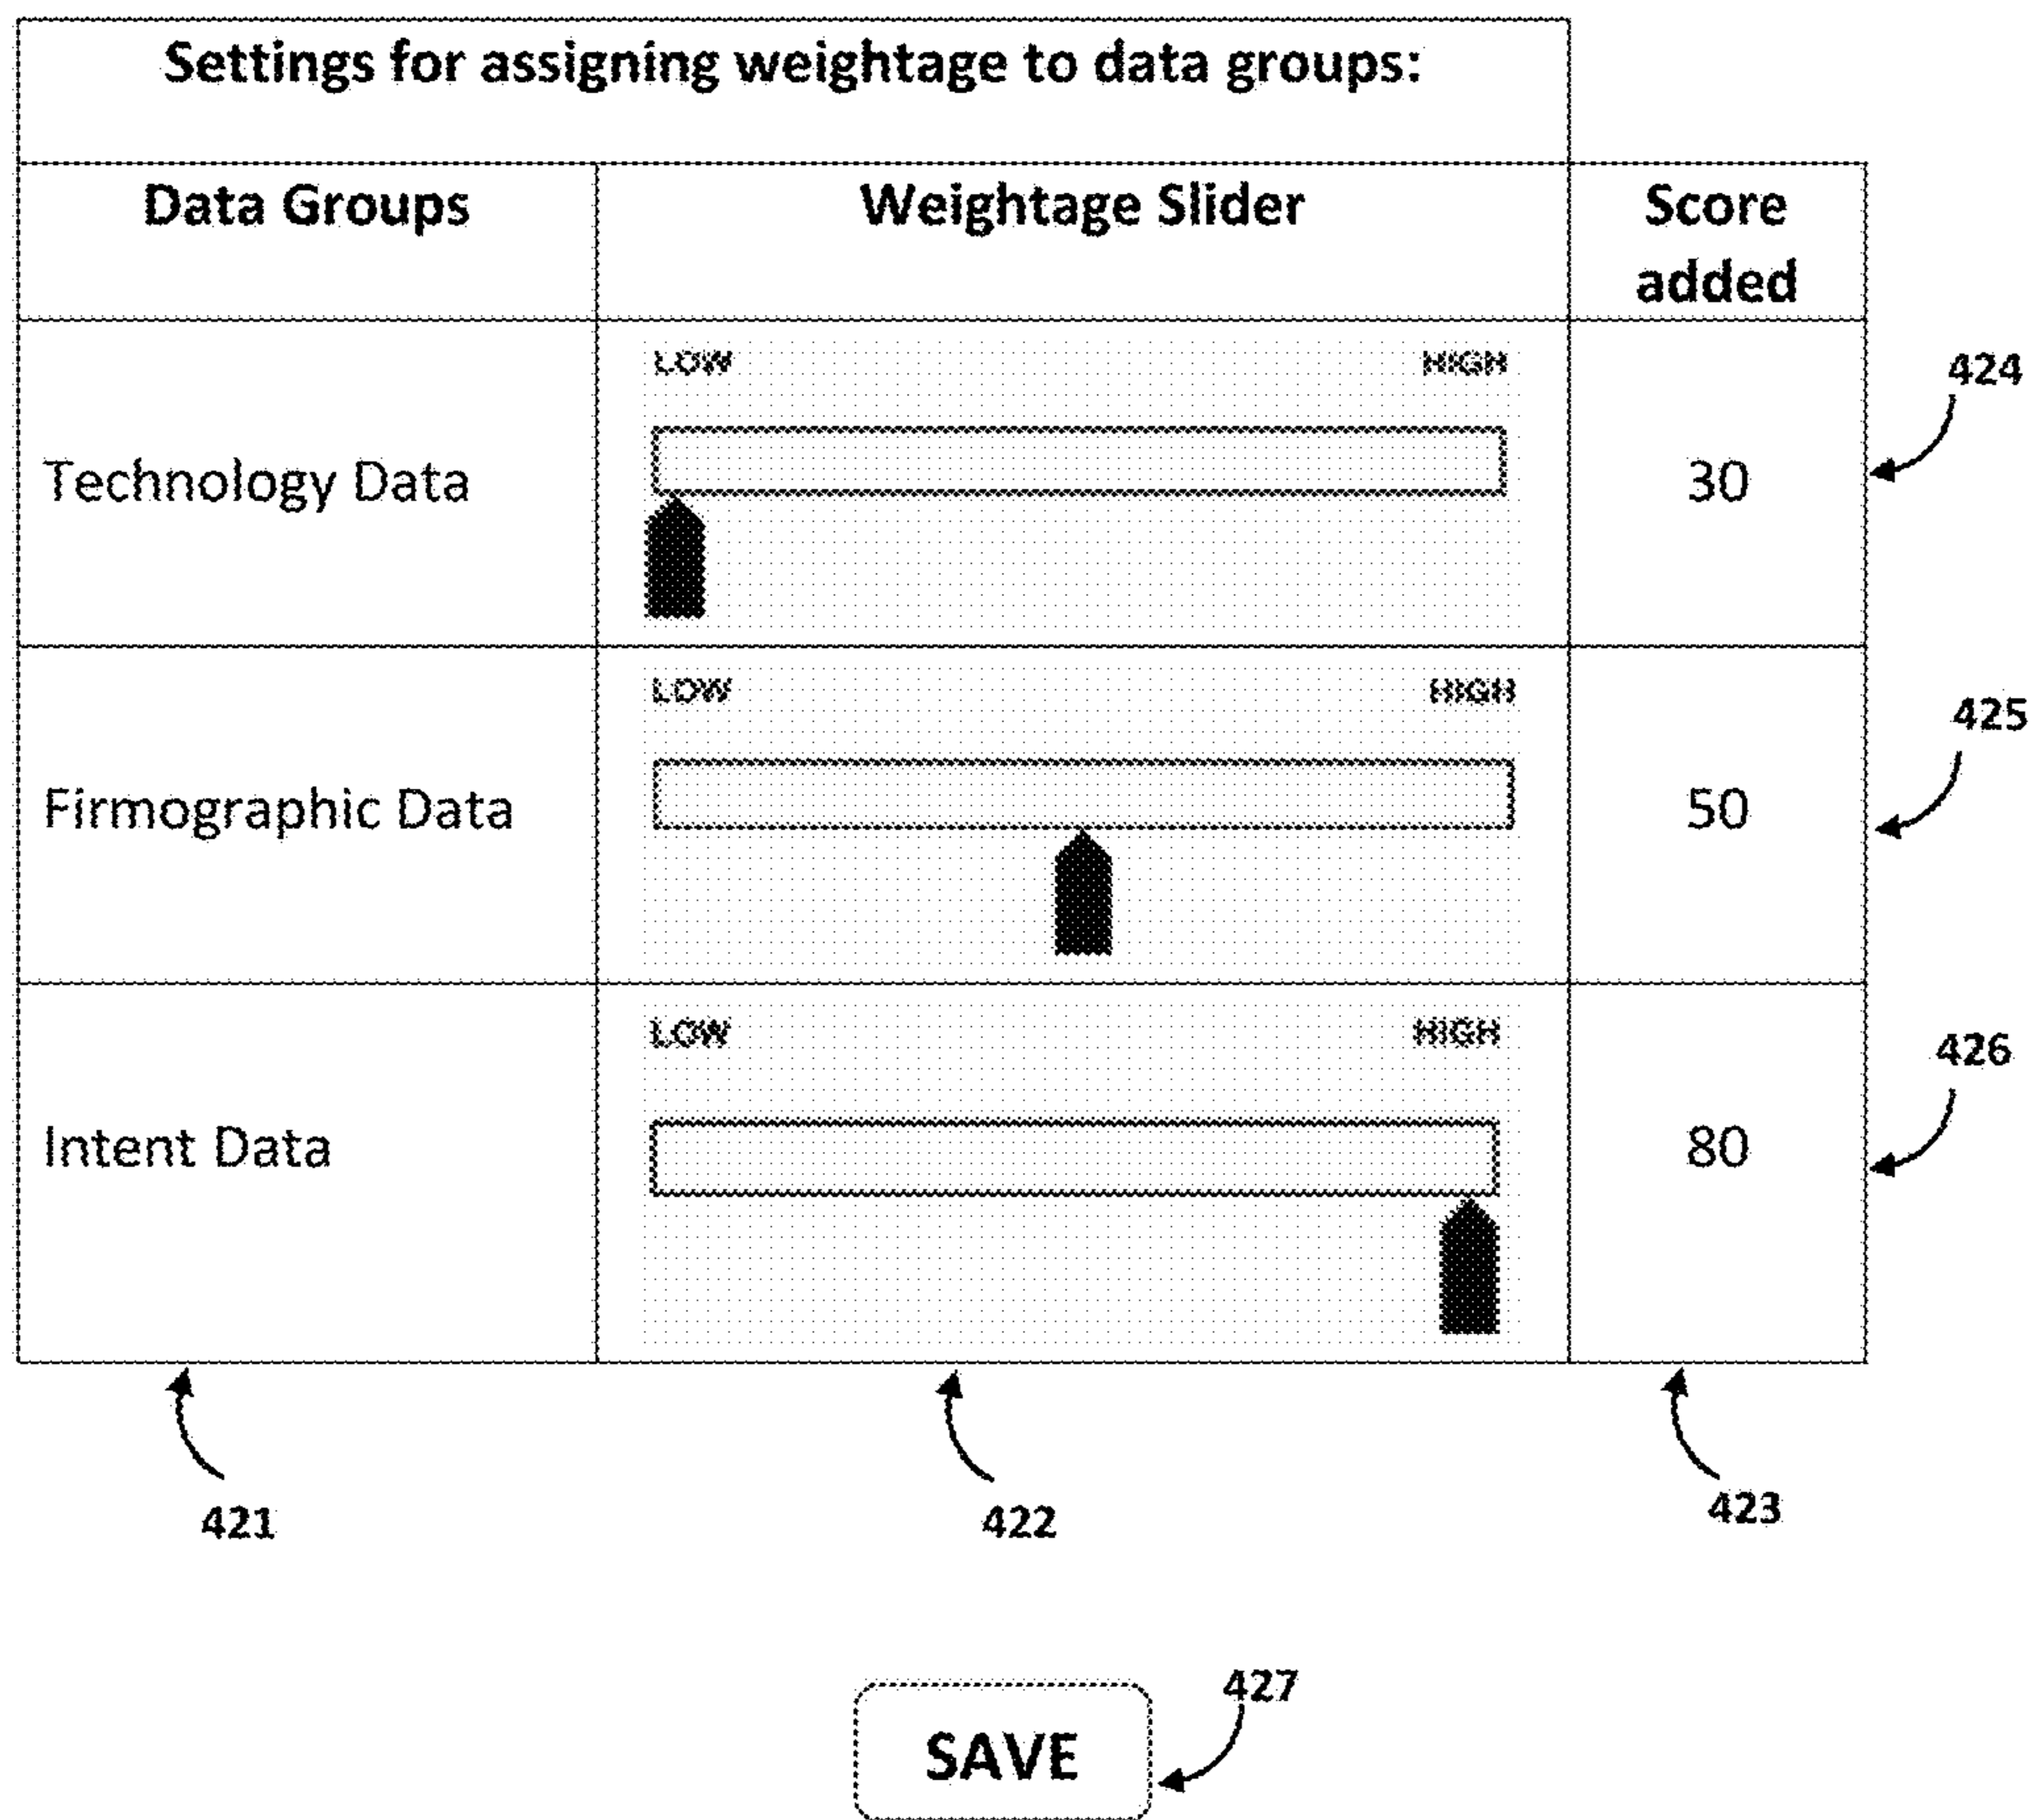 Settings for assigning weightage to data groups:
Data Groups
Weightage Slider
Score
added
LOW
HIGH
424
Technology Data
30
LOW
HIGH
425
Firmographic Data
50
LOW
HIGH
426
Intent Data
80
421
422
423
427
SAVE